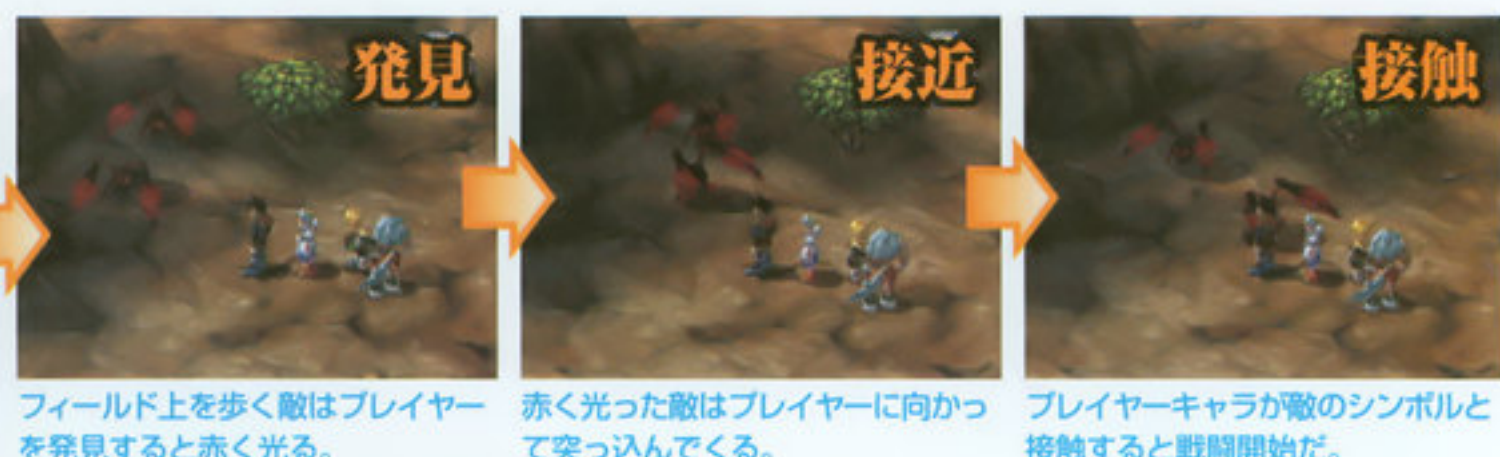 発見
フィールド上を歩く敵はプレイヤー
を発見すると赤く光る。
接近
赤く光った敵はプレイヤーに向かっ
て突っ込んでくる。
接触
プレイヤーキャラが敵のシンボルと
接触すると戦闘開始だ。